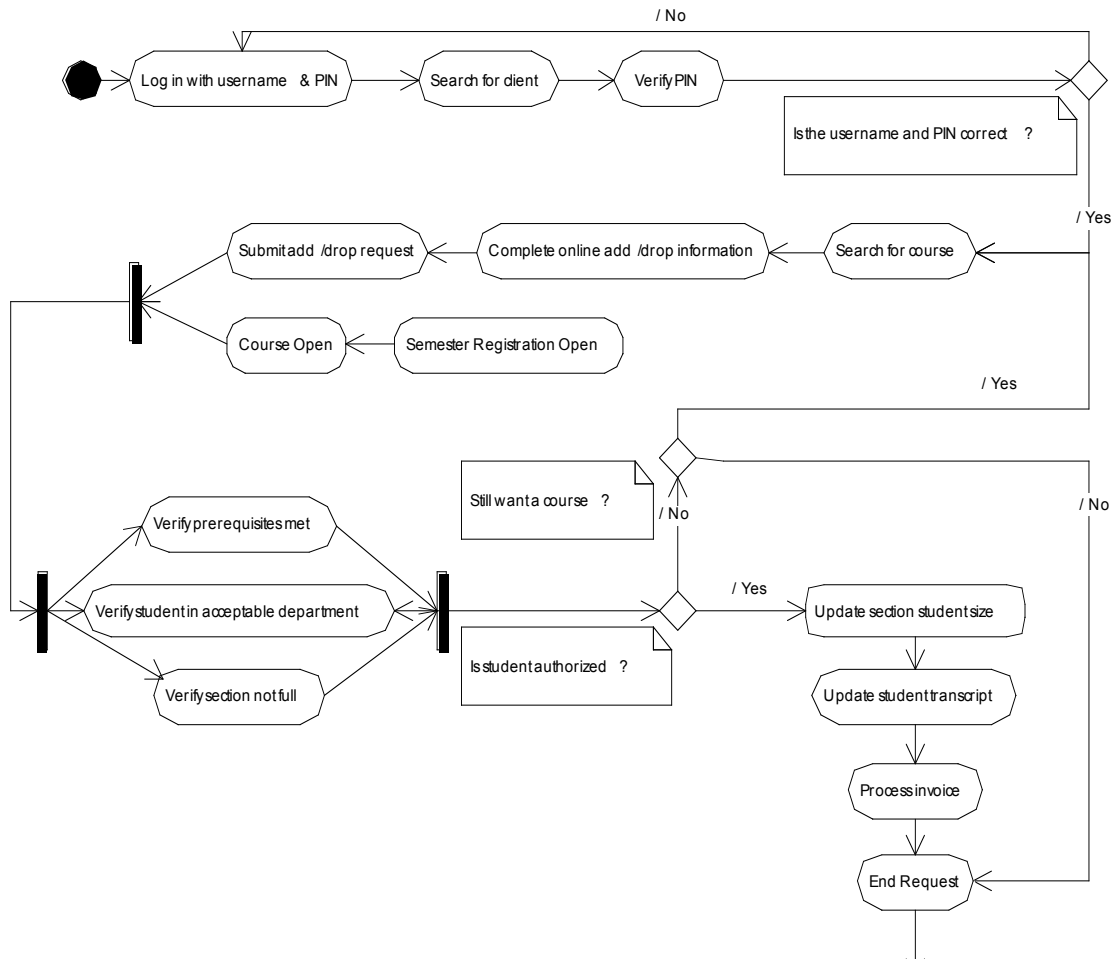 / No
Log in with username & PIN
Search for client
Verify PIN
Is the username and PIN correct ?
/ Yes
Submit add /drop request
Complete online add /drop information
Search for course
Course Open
Semester Registration Open
/ Yes
Still want a course ?
/ No
/ No
Verify prerequisites met
/ Yes
Verify student in acceptable department
Update section student size
Is student authorized ?
Verify section not full
Update student transcript
Process invoice
End Request